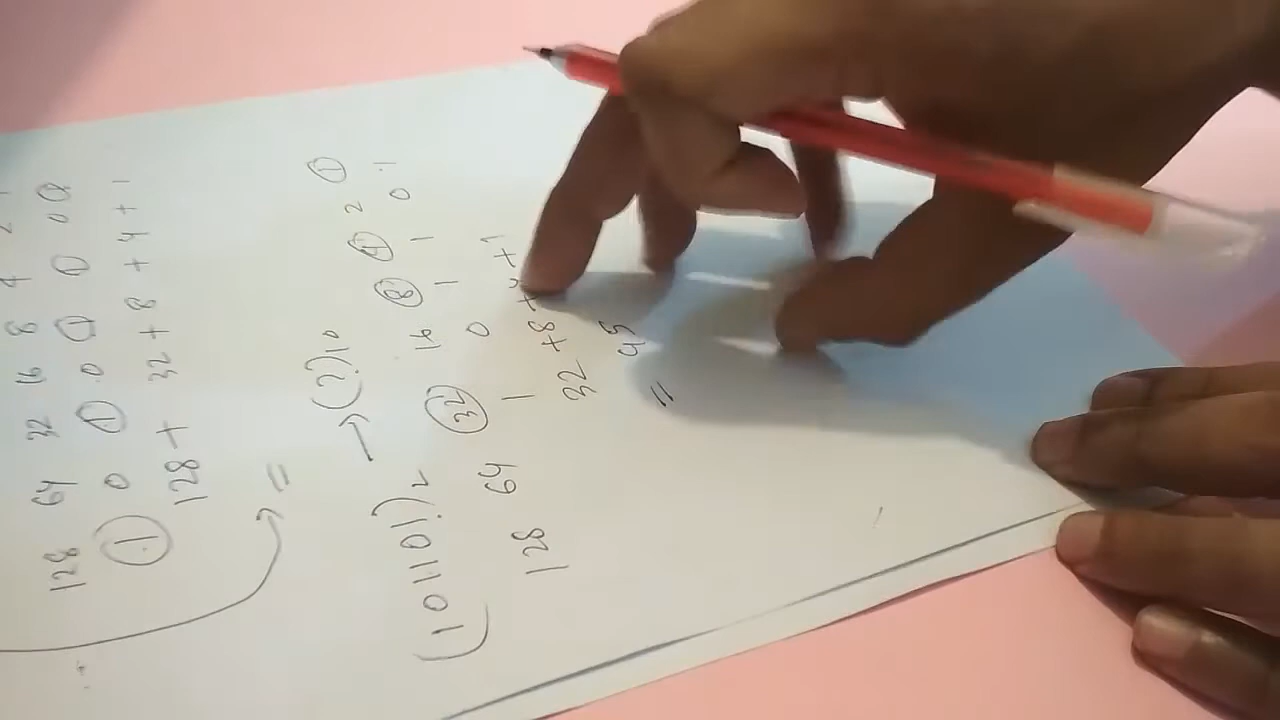 128 64 32 16 8 4 2 1
1 0 1 0 1 1 0
128 + 32 + 8 + 4 + 1
=
(101101)2 → (?)10
128 64 32 16 8 4 2 1
1 0 1 1 0 1
32 + 8 + 4 + 1
= 45